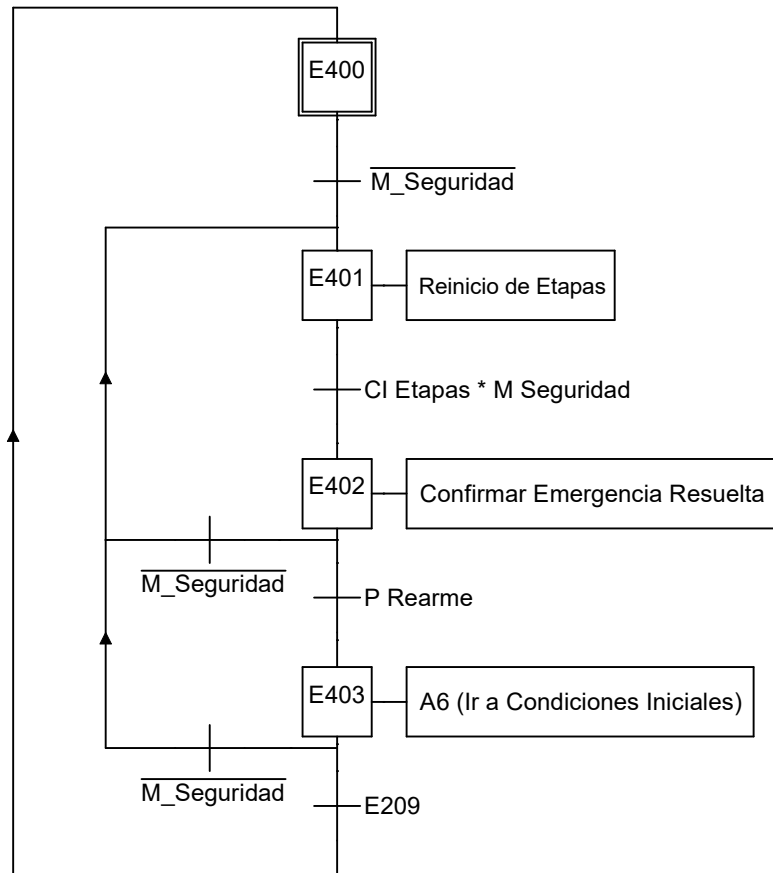 E400
M_Seguridad
E401
Reinicio de Etapas
CI Etapas * M Seguridad
E402
Confirmar Emergencia Resuelta
M_Seguridad
P Rearme
E403
A6 (Ir a Condiciones Iniciales)
M_Seguridad
E209